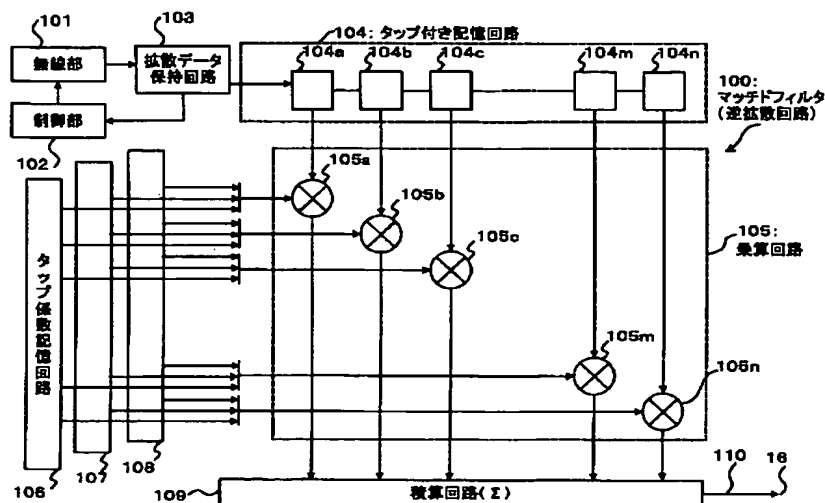 101
103
104:タップ付き記憶回路
104a
104b
104c
104m
104n
無線部
拡散データ
保持回路
100:
マッチドフィルタ
(逆拡散回路)
制御部
102
105a
105b
105c
105:
乗算回路
タップ係数記憶回路
105m
105n
106
107
108
109
積算回路(Σ)
110
16